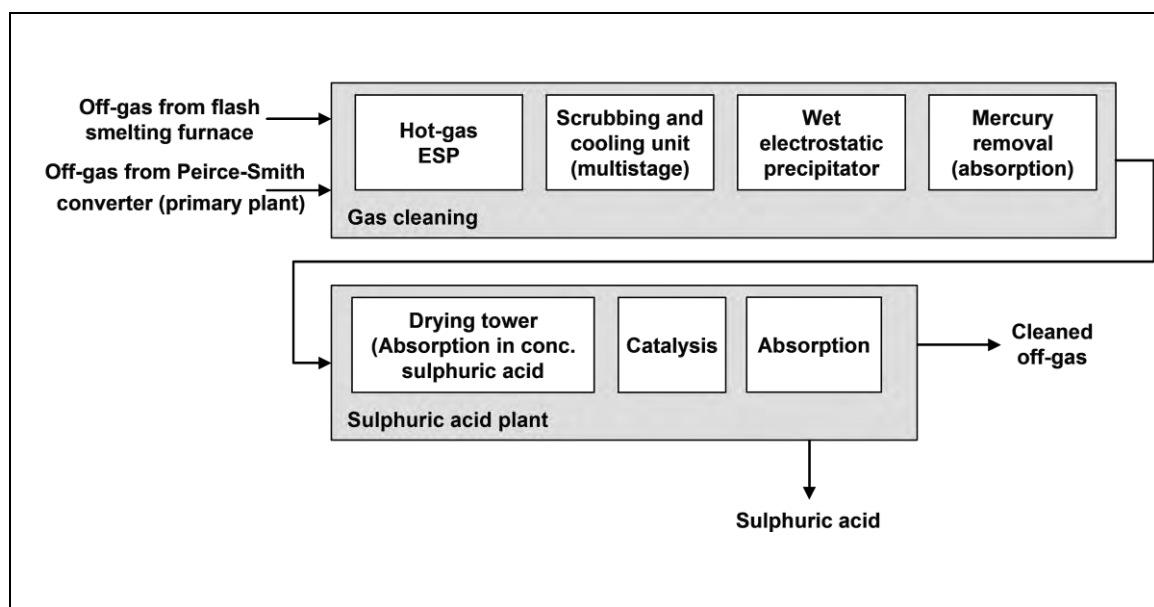 Off-gas from flash
smelting furnace
Off-gas from Peirce-Smith
converter (primary plant)
Hot-gas
ESP
Scrubbing and
cooling unit
(multistage)
Wet
electrostatic
precipitator
Mercury
removal
(absorption)
Gas cleaning
Drying tower
(Absorption in conc.
sulphuric acid
Catalysis
Absorption
Sulphuric acid plant
Cleaned
off-gas
Sulphuric acid